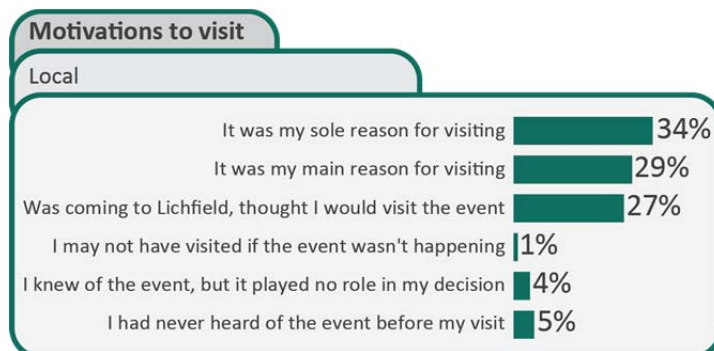 Motivations to visit
Local
It was my sole reason for visiting 34%
It was my main reason for visiting 29%
Was coming to Lichfield, thought I would visit the event 27%
I may not have visited if the event wasn't happening 1%
I knew of the event, but it played no role in my decision 4%
I had never heard of the event before my visit 5%